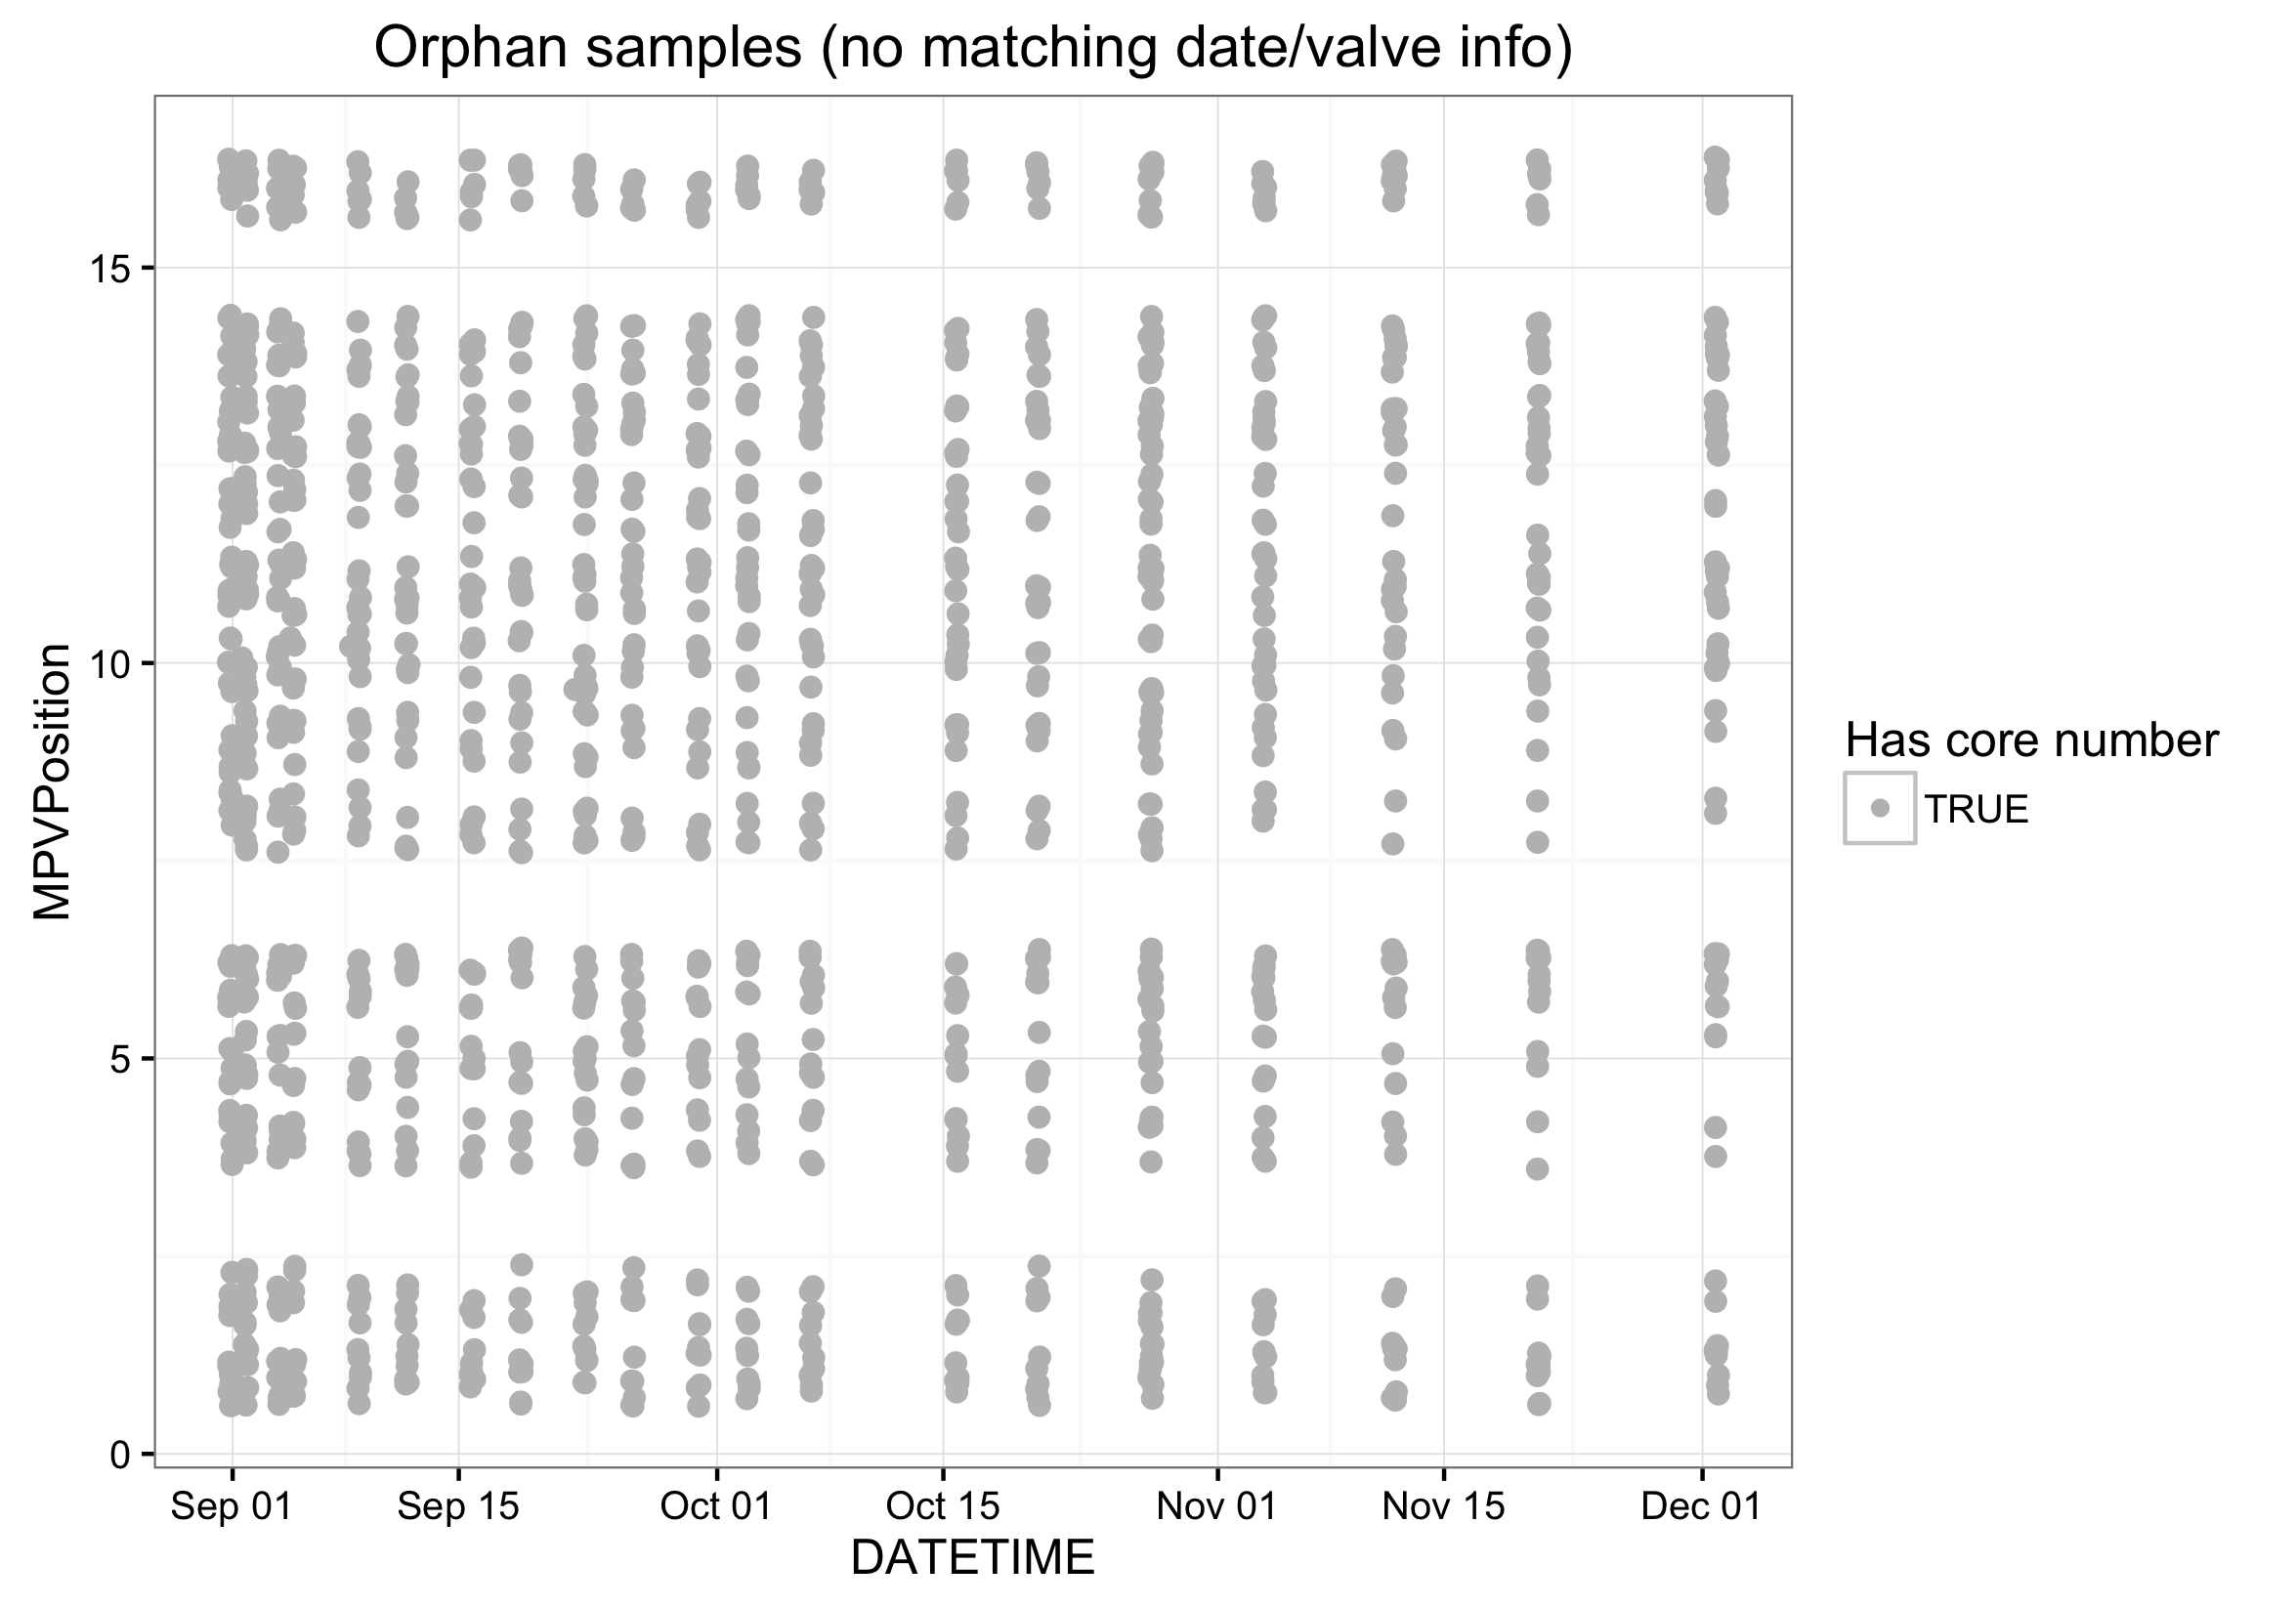 Orphan samples (no matching date/valve info)
15
10
5
0
MPVPosition
Sep 01 Sep 15 Oct 01 Oct 15 Nov 01 Nov 15 Dec 01
DATETIME
Has core number
TRUE